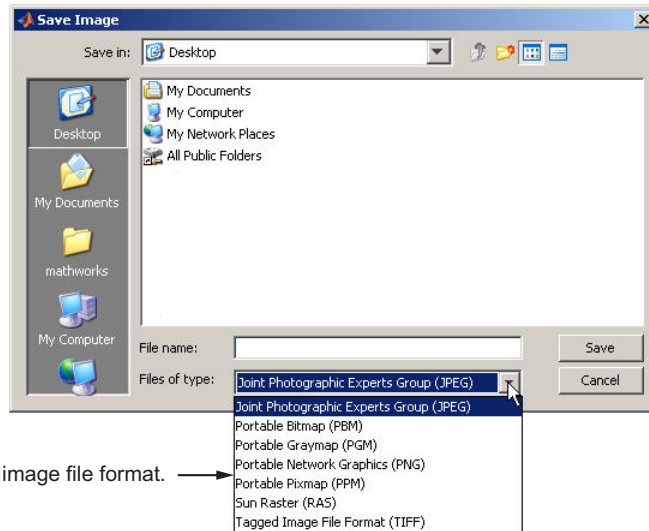 Save Image
Save in: Desktop
My Documents
My Computer
My Network Places
All Public Folders
Desktop
My Documents
mathworks
My Computer
File name:
Save
Files of type: Joint Photographic Experts Group (JPEG)
Cancel
Joint Photographic Experts Group (JPEG)
Portable Bitmap (PBM)
Portable Graymap (PGM)
Portable Network Graphics (PNG)
image file format.
Portable Pixmap (PPM)
Sun Raster (RAS)
Tagged Image File Format (TIFF)